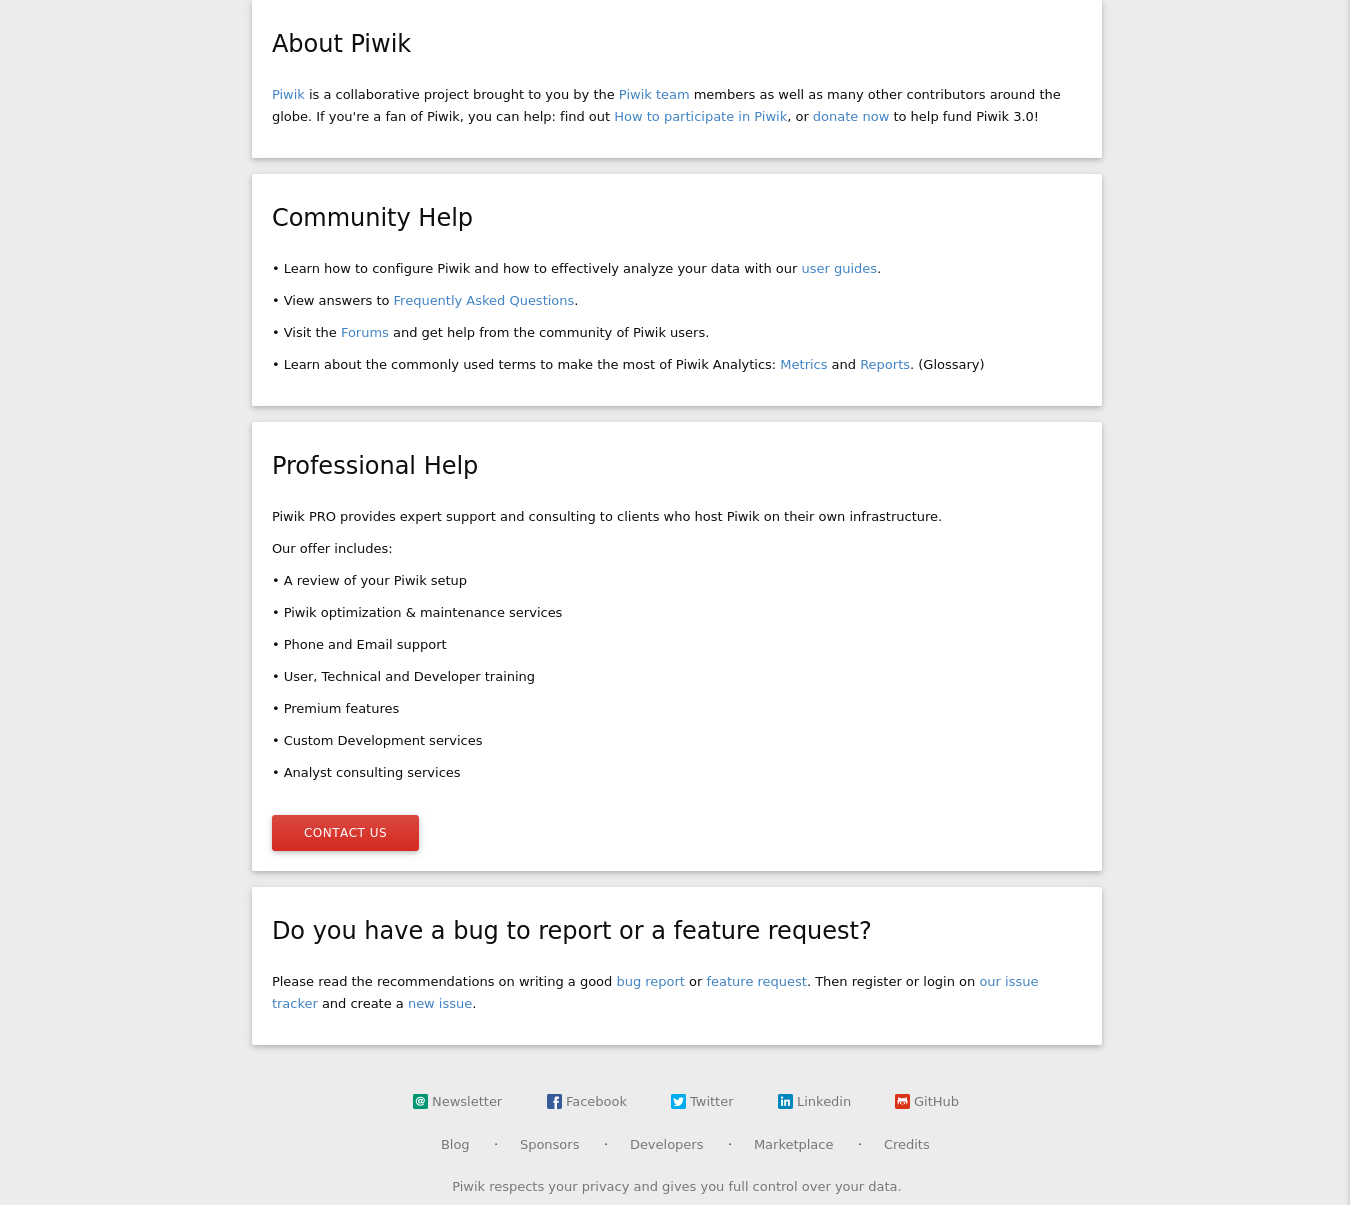 About Piwik
Piwik is a collaborative project brought to you by the Piwik team members as well as many other contributors around the
globe. If you're a fan of Piwik, you can help: find out How to participate in Piwik, or donate now to help fund Piwik 3.0!
Community Help
• Learn how to configure Piwik and how to effectively analyze your data with our user guides.
• View answers to Frequently Asked Questions.
• Visit the Forums and get help from the community of Piwik users.
• Learn about the commonly used terms to make the most of Piwik Analytics: Metrics and Reports. (Glossary)
Professional Help
Piwik PRO provides expert support and consulting to clients who host Piwik on their own infrastructure.
Our offer includes:
• A review of your Piwik setup
• Piwik optimization & maintenance services
• Phone and Email support
• User, Technical and Developer training
• Premium features
• Custom Development services
• Analyst consulting services
CONTACT US
Do you have a bug to report or a feature request?
Please read the recommendations on writing a good bug report or feature request. Then register or login on our issue
tracker and create a new issue.
Newsletter Facebook Twitter Linkedin GitHub
Blog · Sponsors · Developers · Marketplace · Credits
Piwik respects your privacy and gives you full control over your data.